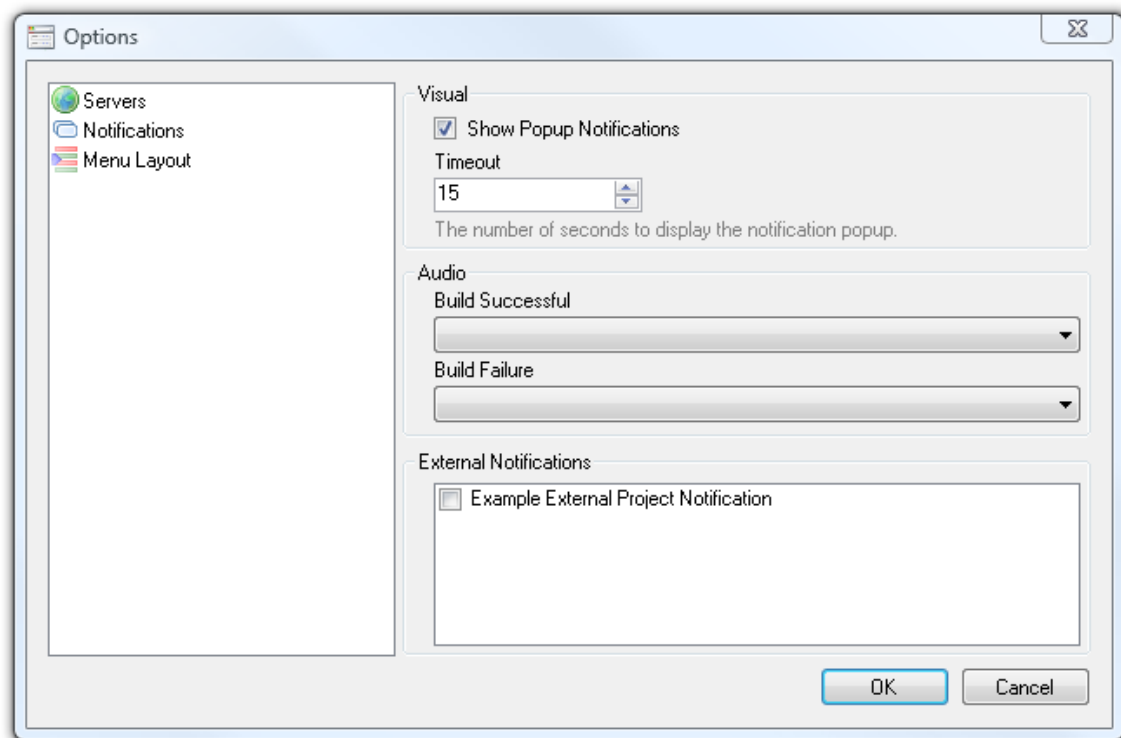 Options
Servers
Notifications
Menu Layout
Visual
Show Popup Notifications
Timeout
15
The number of seconds to display the notification popup.
Audio
Build Successful
Build Failure
External Notifications
Example External Project Notification
OK
Cancel